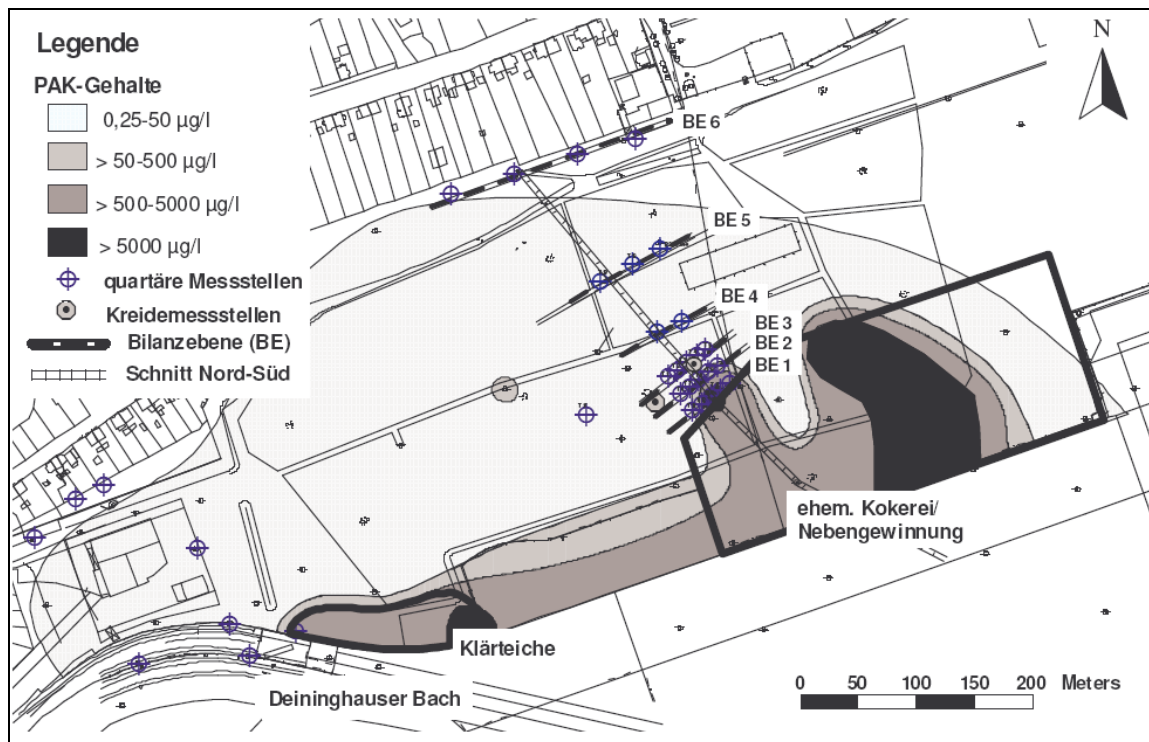 Legende
PAK-Gehalte
0,25-50 µg/l
> 50-500 µg/l
> 500-5000 µg/l
> 5000 µg/l
quartäre Messstellen
Kreidemessstellen
Bilanzebene (BE)
Schnitt Nord-Süd
N
BE 6
BE 5
BE 4
BE 3
BE 2
BE 1
ehem. Kokerei/
Nebengewinnung
Klärteiche
Deininghauser Bach
0 50 100 150 200 Meters